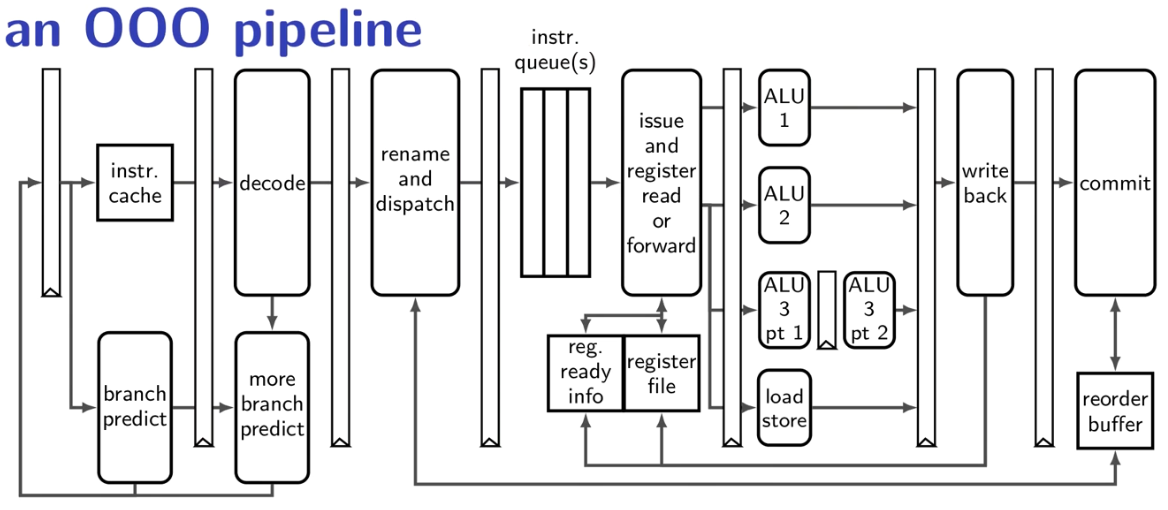 an OOO pipeline
instr.
queue(s)
instr.
cache
decode
rename
and
dispatch
issue
and
register
read
or
forward
ALU
1
ALU
2
ALU
3
pt 1
ALU
3
pt 2
load
store
write
back
commit
branch
predict
more
branch
predict
reg.
ready
info
register
file
reorder
buffer